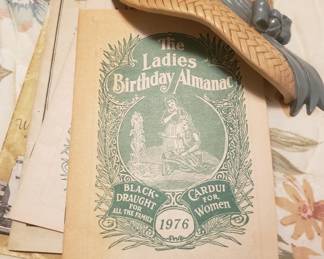 The
Ladies
Birthday Almanac
BLACK-
DRAUGHT
FOR
ALL THE FAMILY
CARDUI
FOR
Women
1976